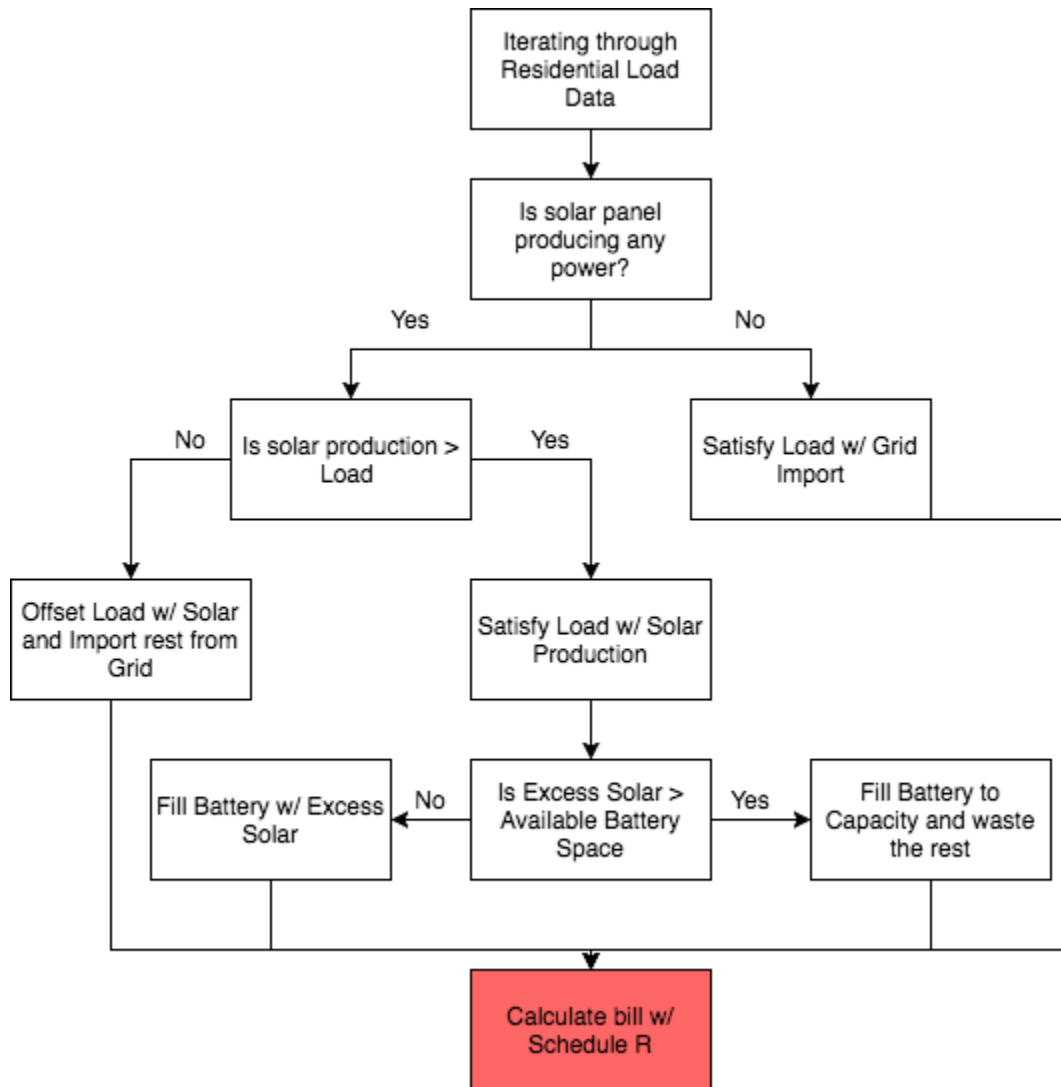 Iterating through
Residential Load
Data
Is solar panel
producing any
power?
Yes
No
No
Is solar production >
Load
Yes
Satisfy Load w/ Grid
Import
Offset Load w/ Solar
and Import rest from
Grid
Satisfy Load w/ Solar
Production
Fill Battery w/ Excess
Solar
No
Is Excess Solar >
Available Battery
Space
Yes
Fill Battery to
Capacity and waste
the rest
Calculate bill w/
Schedule R